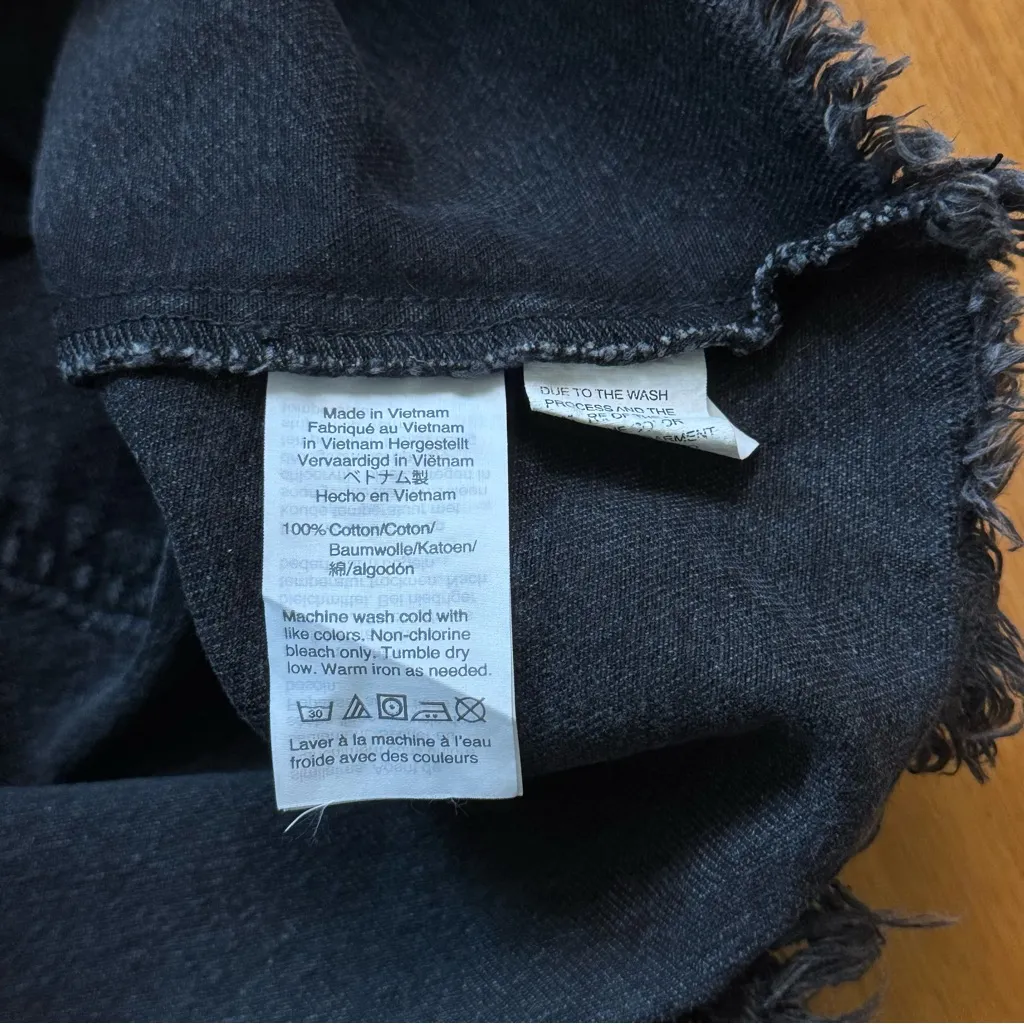 Made in Vietnam
Fabriqué au Vietnam
in Vietnam Hergestellt
Vervaardigd in Viëtnam
ベトナム製
Hecho en Vietnam
100% Cotton/Coton/
Baumwolle/Katoen/
綿/algodón
Machine wash cold with
like colors. Non-chlorine
bleach only. Tumble dry
low. Warm iron as needed.
30
Laver à la machine à l'eau
froide avec des couleurs
DUE TO THE WASH
PROCESS AND THE
OR